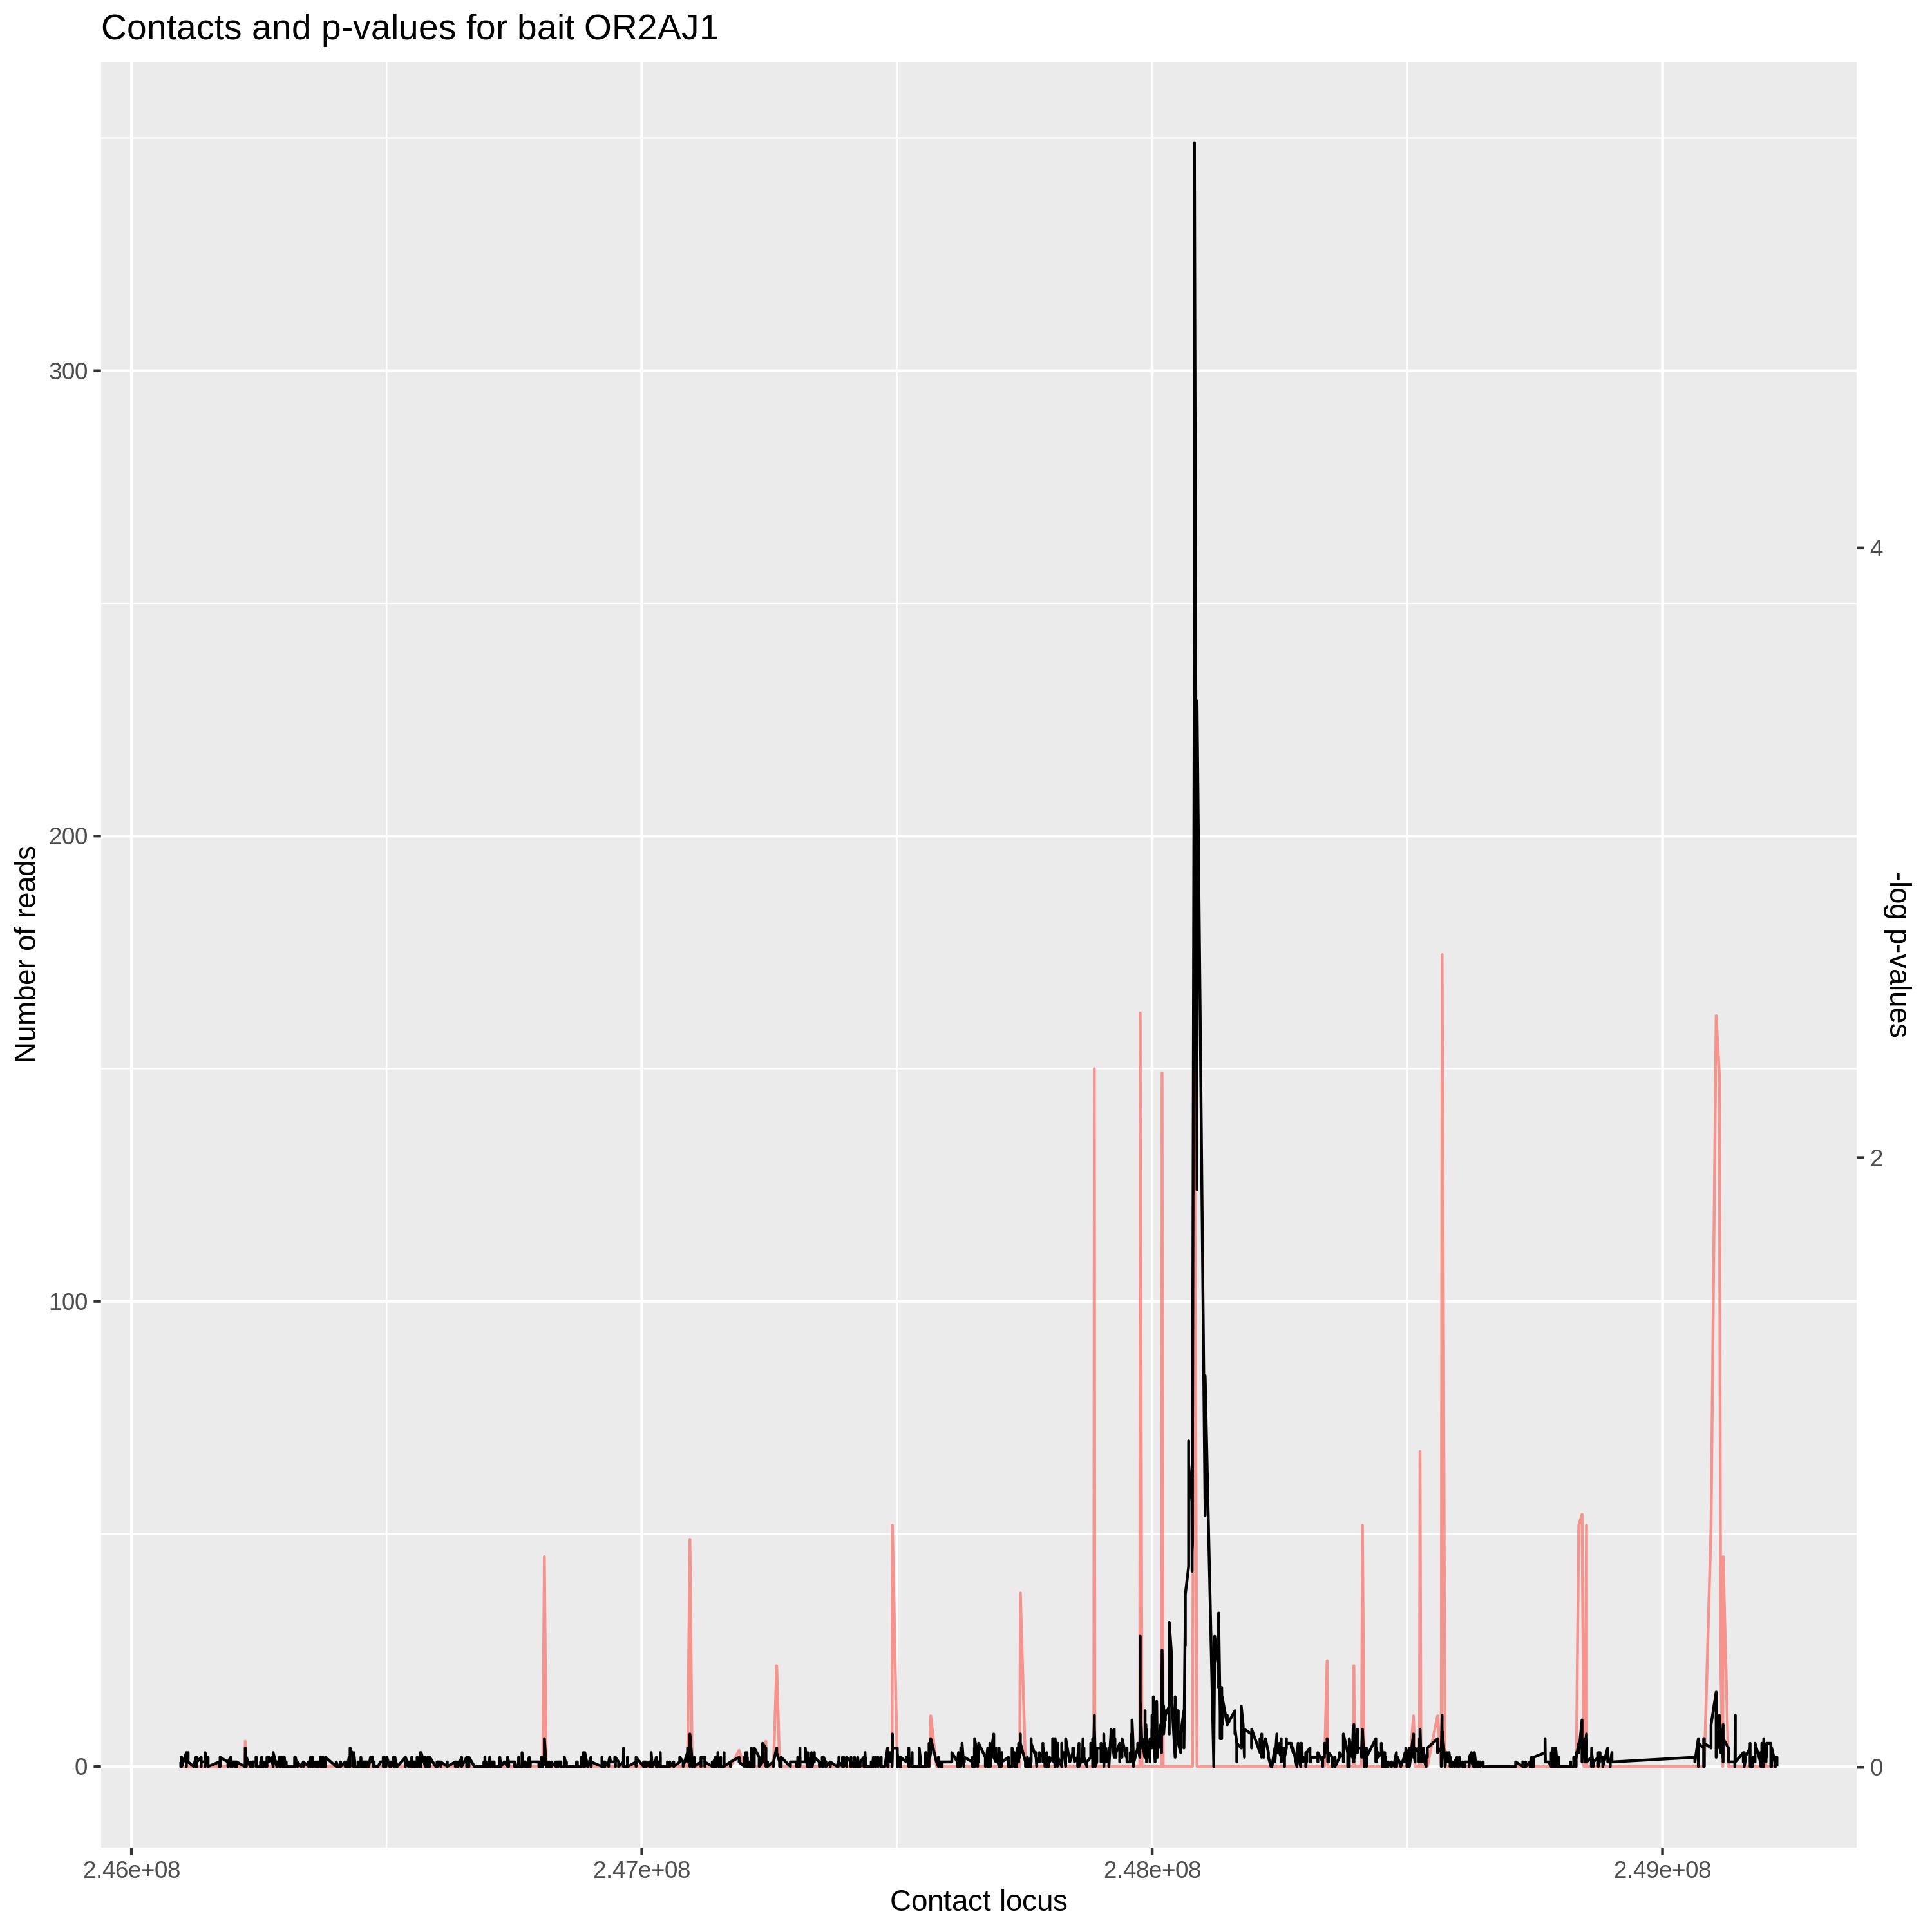 Contacts and p-values for bait OR2AJ1
300
200
100
0
Number of reads
4
2
0
-log p-values
2.46e+08
2.47e+08
2.48e+08
2.49e+08
Contact locus